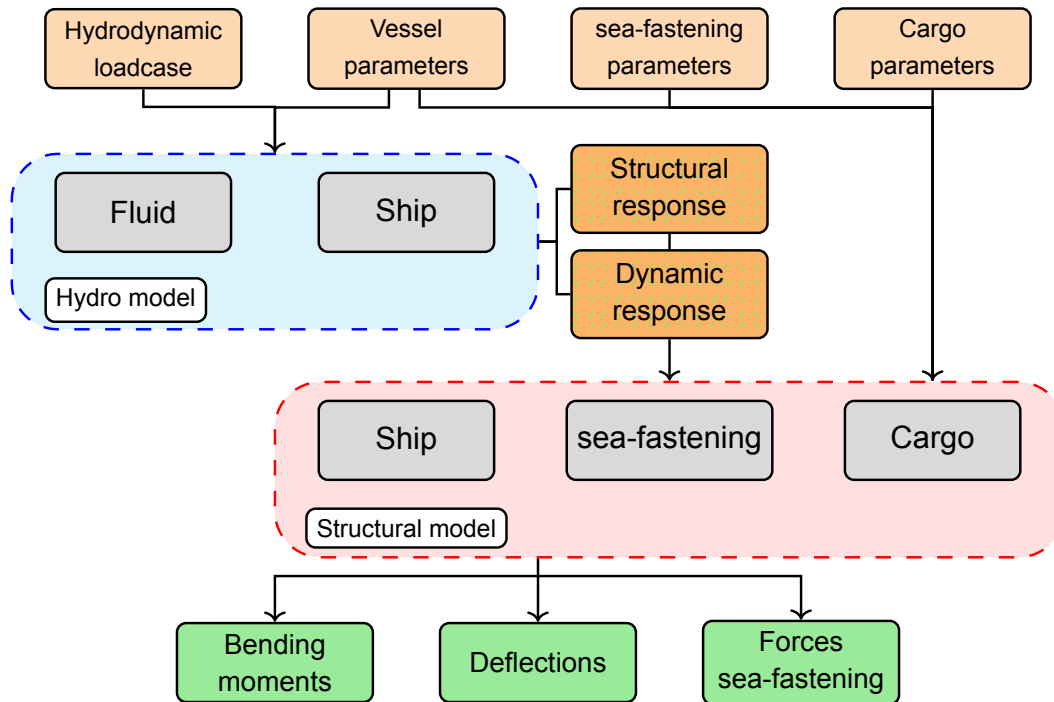 Hydrodynamic
loadcase
Vessel
parameters
sea-fastening
parameters
Cargo
parameters
Fluid
Ship
Hydro model
Structural
response
Dynamic
response
Ship
sea-fastening
Cargo
Structural model
Bending
moments
Deflections
Forces
sea-fastening